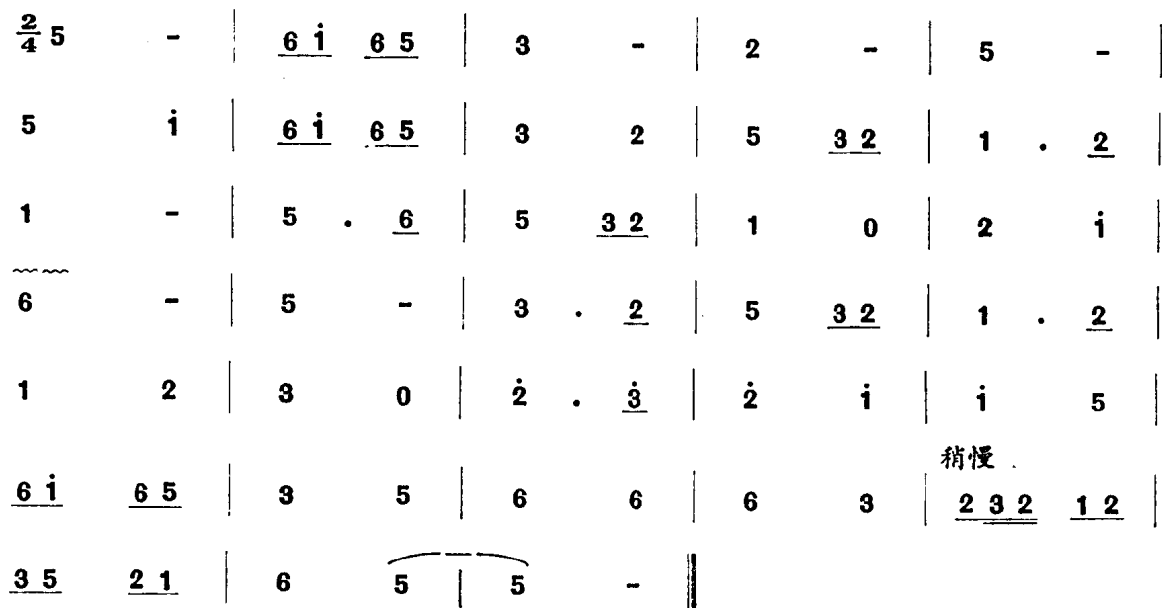 2/4 5 - | 6 i̇ 6 5 | 3 - | 2 - | 5 - |
5 i̇ | 6 i̇ 6 5 | 3 2 | 5 3 2 | 1 . 2 |
1 - | 5 . 6 | 5 3 2 | 1 0 | 2 i̇ |
6 - | 5 - | 3 . 2 | 5 3 2 | 1 . 2 |
1 2 | 3 0 | 2̇ . 3̇ | 2̇ i̇ | i̇ 5 |
稍慢
6 i̇ 6 5 | 3 5 | 6 6 | 6 3 | 2 3 2 1 2 |
3 5 2 1 | 6 5 | 5 - ‖